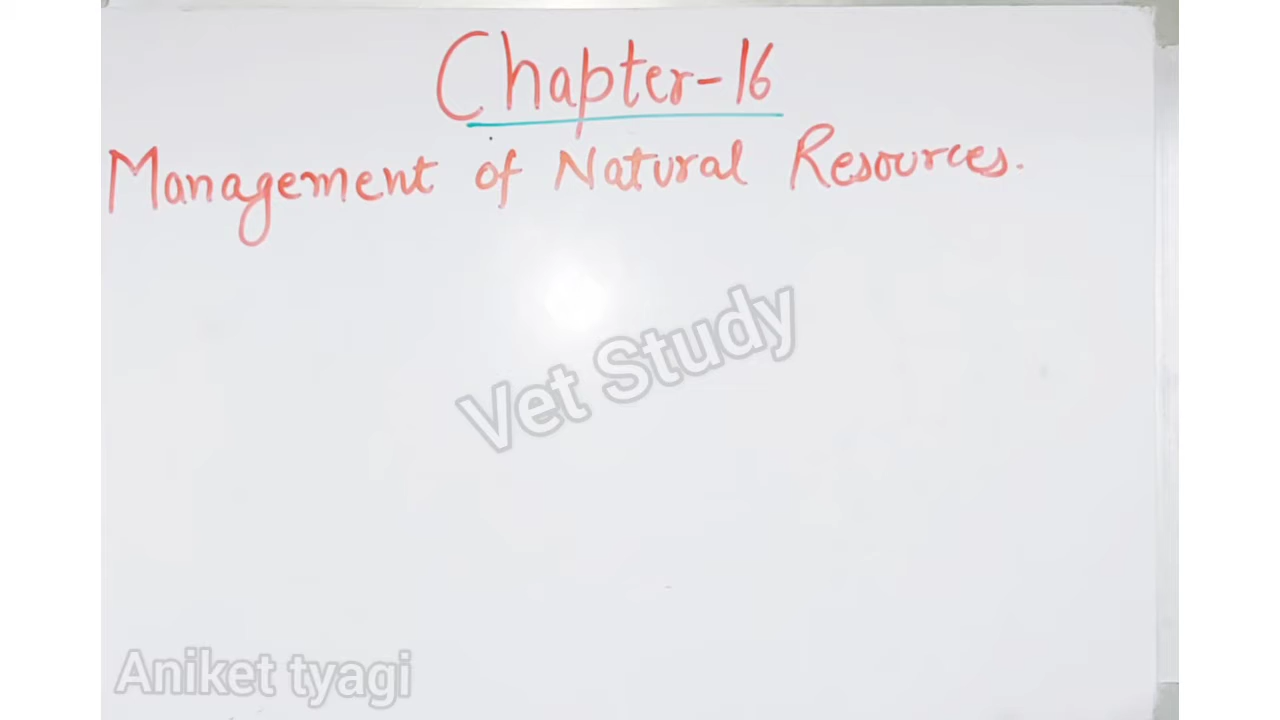 Chapter-16
Management of Natural Resources.
Vet Study
Aniket tyagi